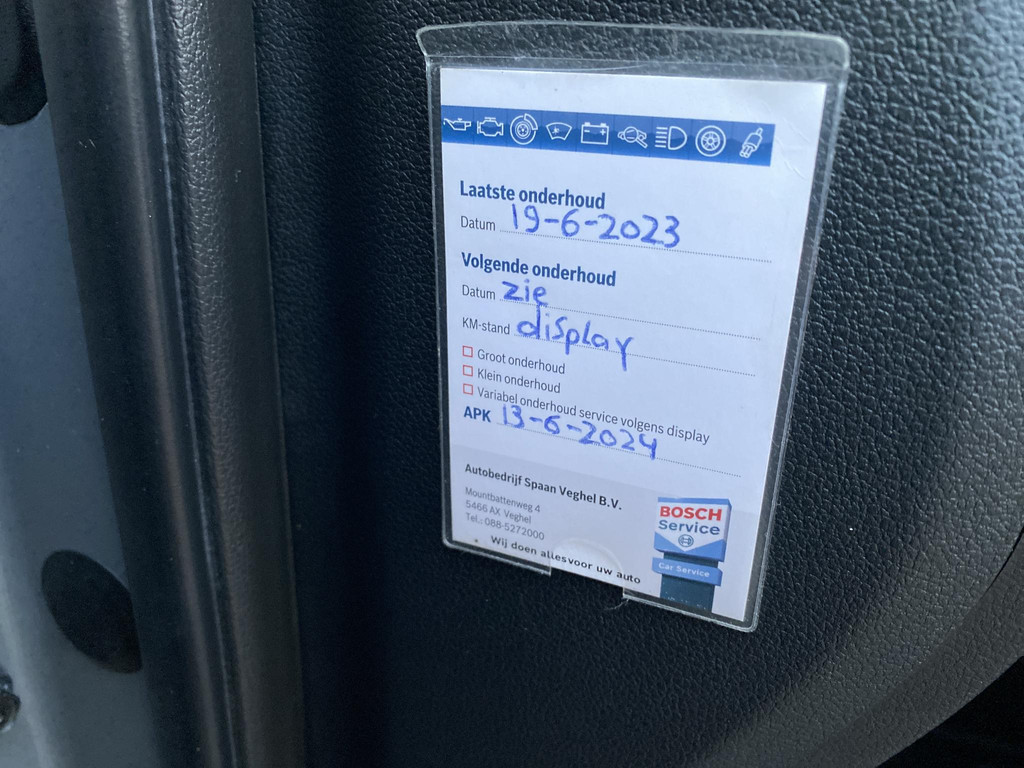 Laatste onderhoud
Datum 19-6-2023
Volgende onderhoud
Datum zie
KM-stand display
Groot onderhoud
Klein onderhoud
Variabel onderhoud service volgens display
APK 13-6-2024
Autobedrijf Spaan Veghel B.V.
Mountbattenweg 4
5466 AX Veghel
Tel.: 088-5272000
Wij doen allesvoor uw auto
BOSCH
Service
Car Service